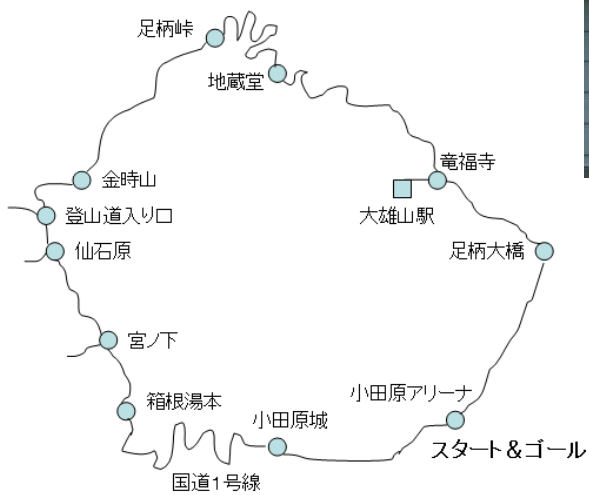 足柄峠
地蔵堂
竜福寺
金時山
大雄山駅
登山道入り口
仙石原
足柄大橋
宮ノ下
小田原アリーナ
箱根湯本
小田原城
スタート&ゴール
国道1号線